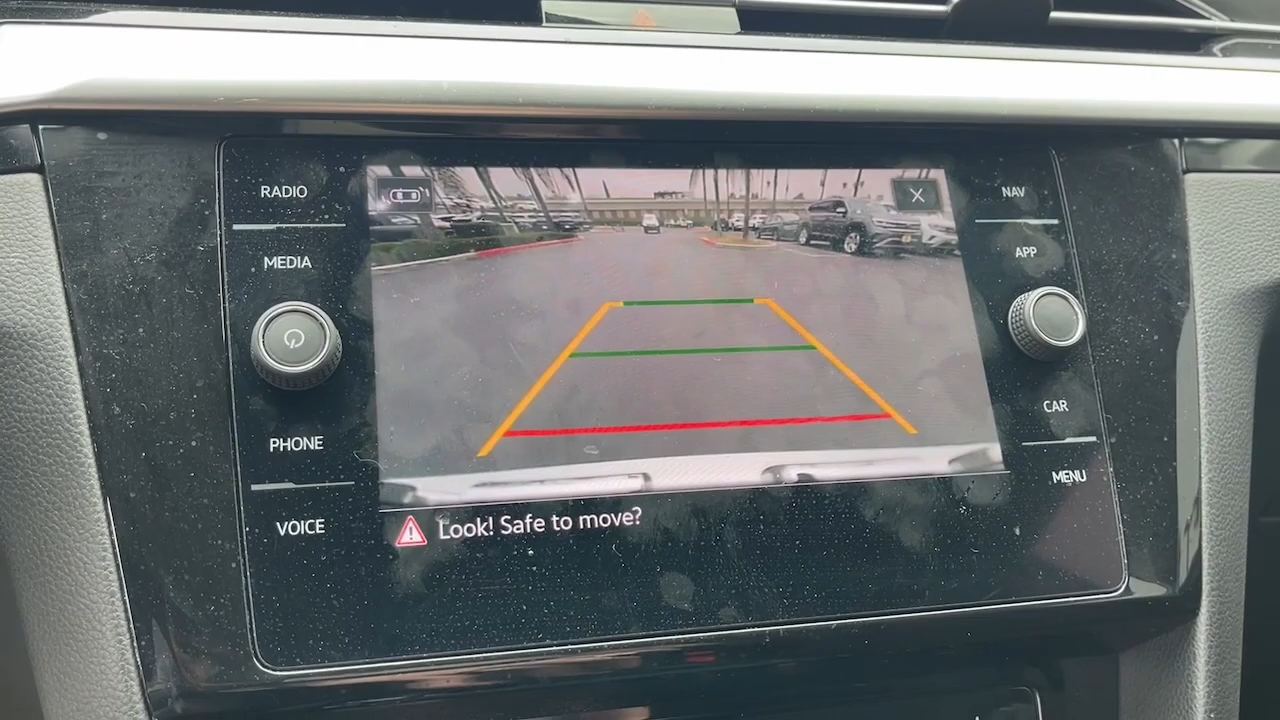 RADIO
MEDIA
PHONE
VOICE
NAV
APP
CAR
MENU
Look! Safe to move?